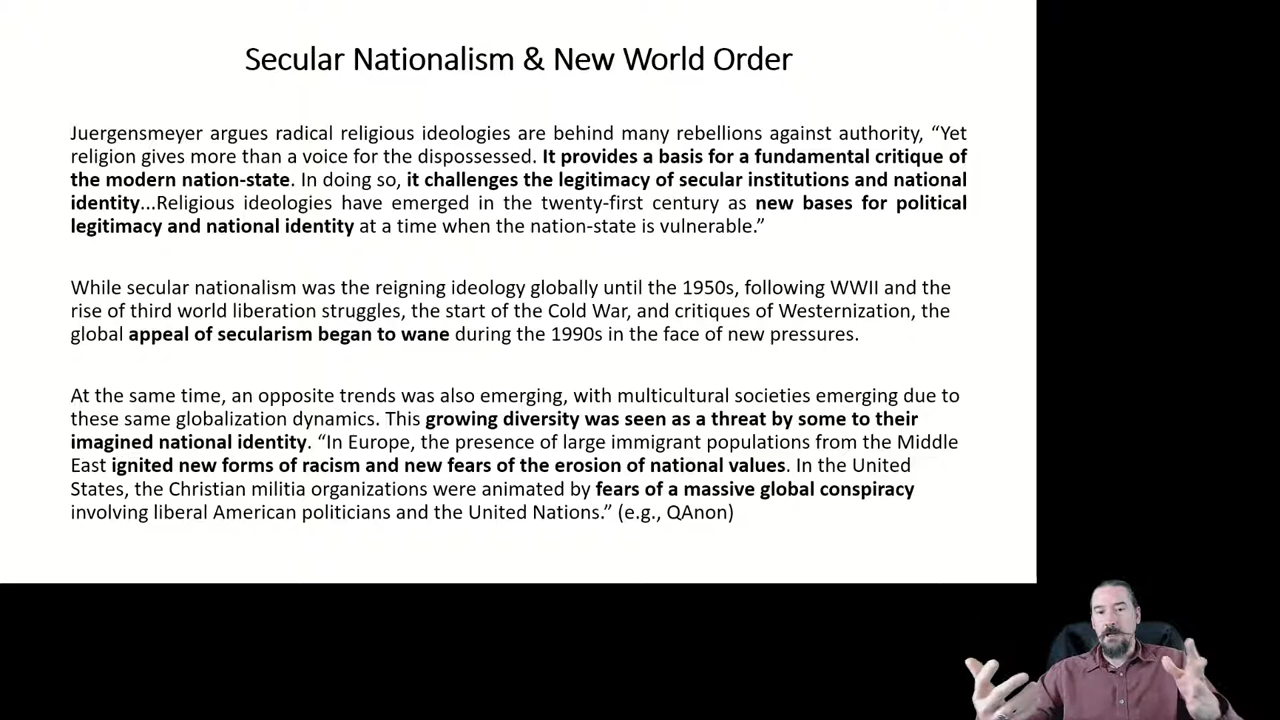 Secular Nationalism & New World Order
Juergensmeyer argues radical religious ideologies are behind many rebellions against authority, “Yet
religion gives more than a voice for the dispossessed. It provides a basis for a fundamental critique of
the modern nation-state. In doing so, it challenges the legitimacy of secular institutions and national
identity...Religious ideologies have emerged in the twenty-first century as new bases for political
legitimacy and national identity at a time when the nation-state is vulnerable.”
While secular nationalism was the reigning ideology globally until the 1950s, following WWII and the
rise of third world liberation struggles, the start of the Cold War, and critiques of Westernization, the
global appeal of secularism began to wane during the 1990s in the face of new pressures.
At the same time, an opposite trends was also emerging, with multicultural societies emerging due to
these same globalization dynamics. This growing diversity was seen as a threat by some to their
imagined national identity. “In Europe, the presence of large immigrant populations from the Middle
East ignited new forms of racism and new fears of the erosion of national values. In the United
States, the Christian militia organizations were animated by fears of a massive global conspiracy
involving liberal American politicians and the United Nations.” (e.g., QAnon)